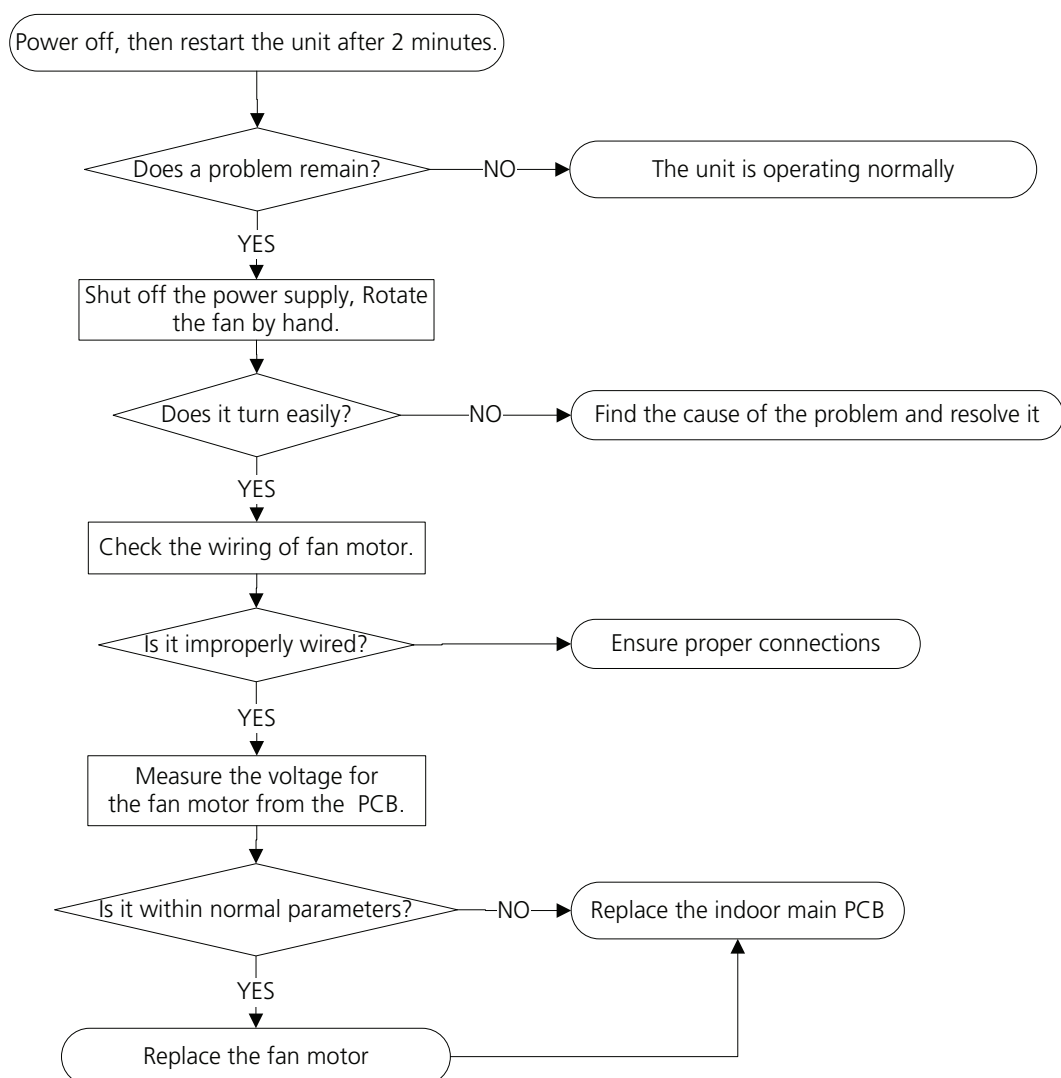 Power off, then restart the unit after 2 minutes.
Does a problem remain?
NO
The unit is operating normally
YES
Shut off the power supply, Rotate
the fan by hand.
Does it turn easily?
NO
Find the cause of the problem and resolve it
YES
Check the wiring of fan motor.
Is it improperly wired?
Ensure proper connections
YES
Measure the voltage for
the fan motor from the PCB.
Is it within normal parameters?
NO
Replace the indoor main PCB
YES
Replace the fan motor